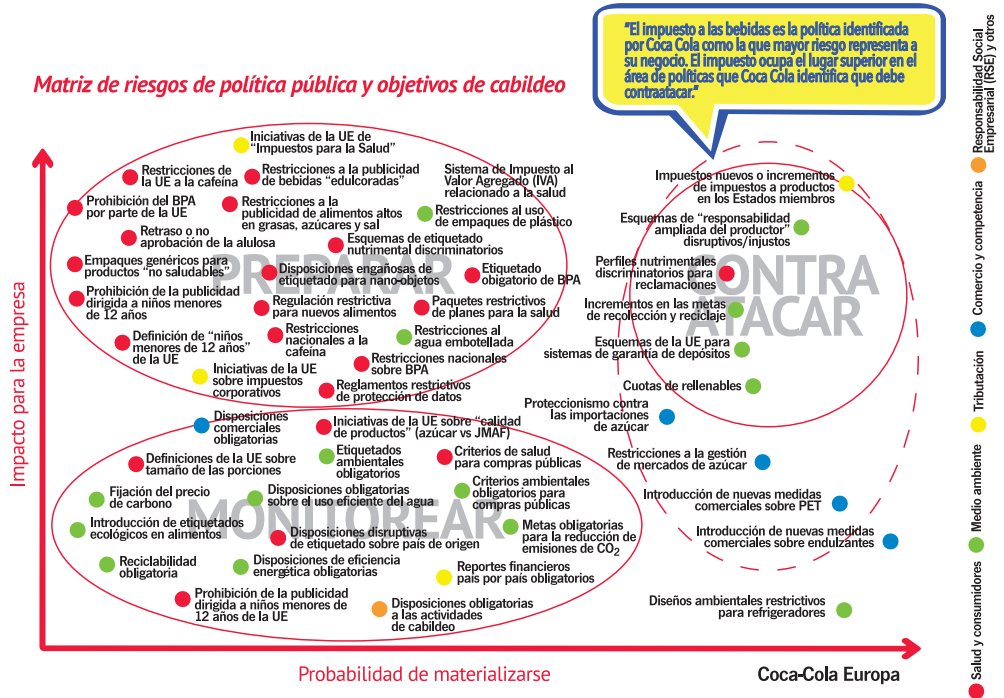 "El impuesto a las bebidas es la política identificada
por Coca Cola como la que mayor riesgo representa a
su negocio. El impuesto ocupa el lugar superior en el
área de políticas que Coca Cola identifica que debe
contraatacar."
Matriz de riesgos de política pública y objetivos de cabildeo
Impacto para la empresa
PREPARAR
Iniciativas de la UE de
“Impuestos para la Salud”
Restricciones de
la UE a la cafeína
Restricciones a la publicidad
de bebidas “edulcoradas”
Sistema de Impuesto al
Valor Agregado (IVA)
relacionado a la salud
Prohibición del BPA
por parte de la UE
Restricciones a la
publicidad de alimentos altos
en grasas, azúcares y sal
Restricciones al uso
de empaques de plástico
Retraso o no
aprobación de la alulosa
Esquemas de etiquetado
nutrimental discriminatorios
Empaques genéricos para
productos “no saludables”
Disposiciones engañosas de
etiquetado para nano-objetos
Etiquetado
obigatorio de BPA
Prohibición de la publicidad
dirigida a niños menores
de 12 años
Regulación restrictiva
para nuevos alimentos
Paquetes restrictivos
de planes para la salud
Definición de “niños
menores de 12 años”
de la UE
Restricciones
nacionales a la
cafeína
Restricciones al
agua embotellada
Restricciones nacionales
sobre BPA
Iniciativas de la UE
sobre impuestos
corporativos
Reglamentos restrictivos
de protección de datos
MONITOREAR
Disposiciones
comerciales
obligatorias
Iniciativas de la UE sobre “calidad
de productos” (azúcar vs JMAF)
Definiciones de la UE sobre
tamaño de las porciones
Etiquetados
ambientales
obligatorios
Criterios de salud
para compras públicas
Fijación del precio
de carbono
Disposiciones obligatorias
sobre el uso eficiente del agua
Criterios ambientales
obligatorios para
compras públicas
Introducción de etiquetados
ecológicos en alimentos
Disposiciones disruptivas
de etiquetado sobre país de origen
Metas obligatorias
para la reducción de
emisiones de CO2
Reciclabilidad
obligatoria
Disposiciones de eficiencia
energética obligatorias
Reportes financieros
país por país obligatorios
Prohibición de la publicidad
dirigida a niños menores de
12 años de la UE
Disposiciones obligatorias
a las actividades
de cabildeo
CONTRA
ATACAR
Impuestos nuevos o incrementos
de impuestos a productos
en los Estados miembros
Esquemas de “responsabilidad
ampliada del productor”
disruptivos/injustos
Perfiles nutrimentales
discriminatorios para
reclamaciones
Incrementos en las metas
de recolección y reciclaje
Esquemas de la UE para
sistemas de garantía de depósitos
Cuotas de rellenables
Proteccionismo contra
las importaciones
de azúcar
Restricciones a la gestión
de mercados de azúcar
Introducción de nuevas medidas
comerciales sobre PET
Introducción de nuevas medidas
comerciales sobre endulzantes
Diseños ambientales restrictivos
para refrigeradores
Probabilidad de materializarse
Coca-Cola Europa
Salud y consumidores
Medio ambiente
Tributación
Comercio y competencia
Responsabilidad Social
Empresarial (RSE) y otros